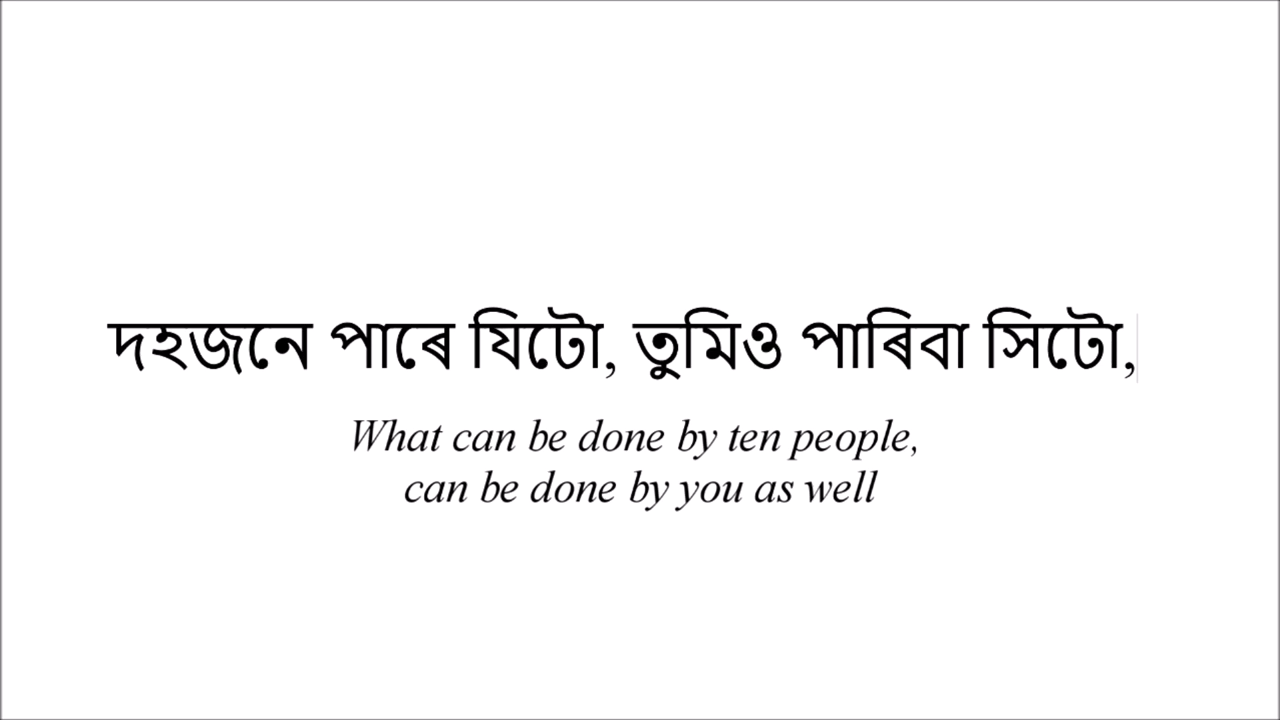 দহজনে পাৰে যিটো, তুমিও পাৰিবা সিটো,
What can be done by ten people,
can be done by you as well